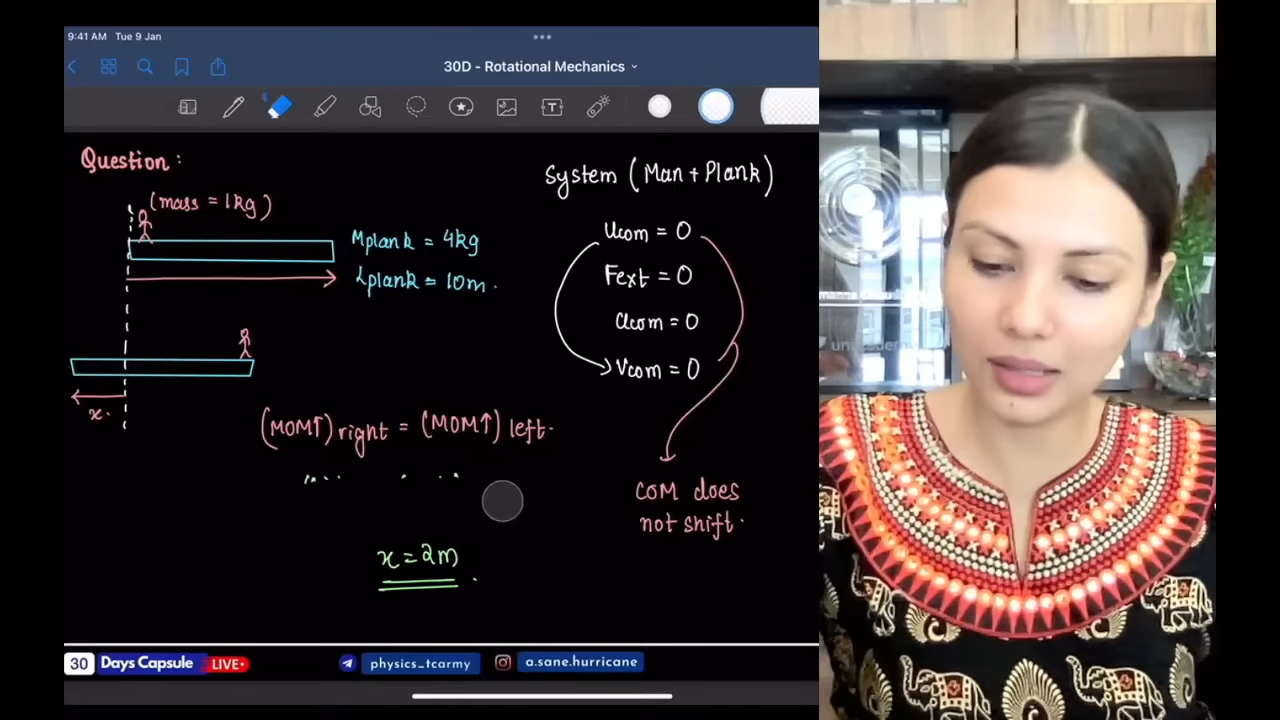 9:41 AM Tue 9 Jan
30D - Rotational Mechanics
Question :
(mass = 1kg)
Mplank = 4kg
Lplank = 10m.
x.
System (Man + Plank)
Ucom = 0
Fext = 0
acom = 0
Vcom = 0
(MOM↑) right = (MOM↑) left.
COM does
not shift.
x = 2m
30 Days Capsule LIVE
physics_tcarmy
a.sane.hurricane